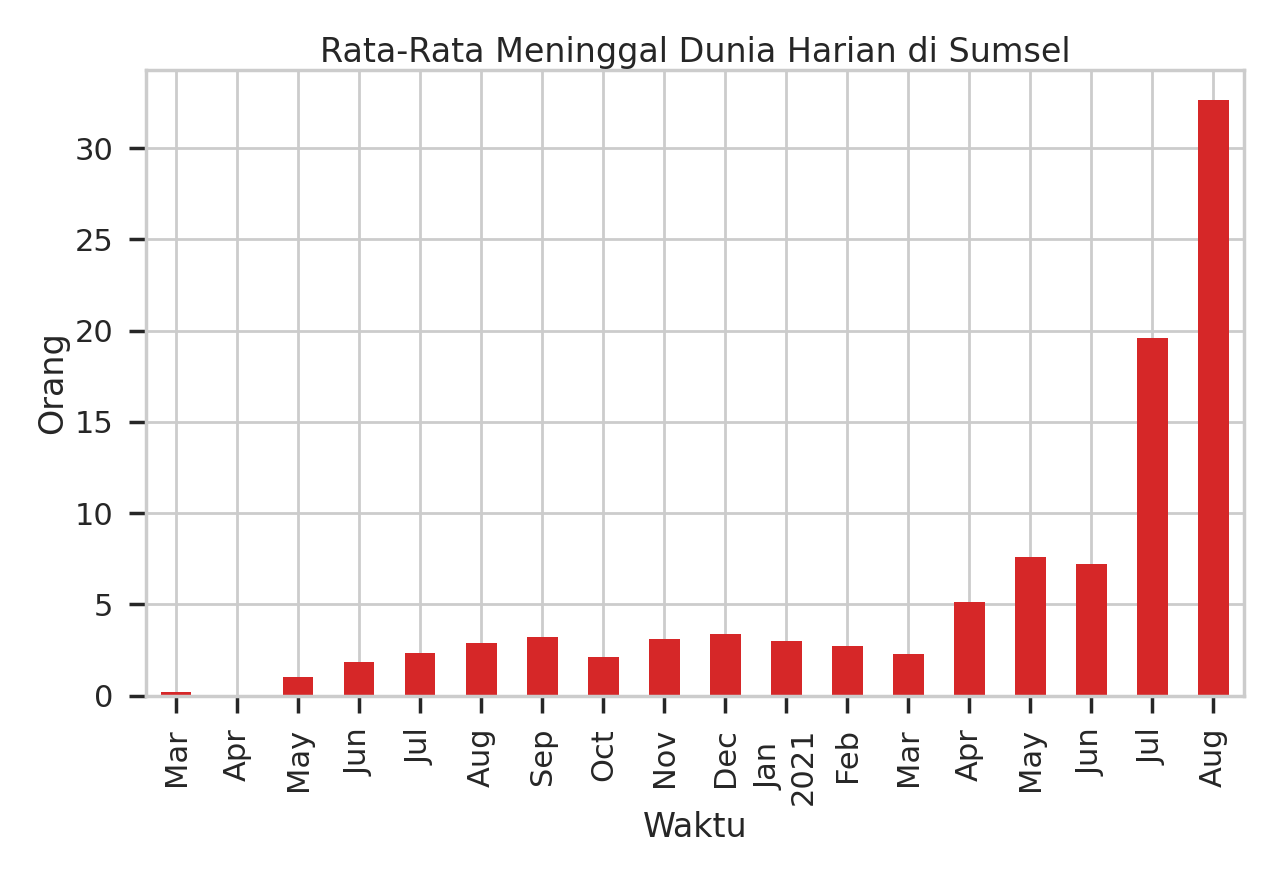 Rata-Rata Meninggal Dunia Harian di Sumsel
Orang
30
25
20
15
10
5
0
Mar
Apr
May
Jun
Jul
Aug
Sep
Oct
Nov
Dec
Jan
2021
Feb
Mar
Apr
May
Jun
Jul
Aug
Waktu